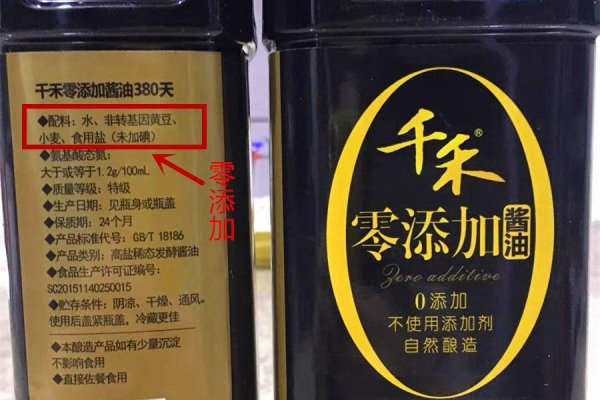 千禾零添加酱油380天
◆配料：水、非转基因黄豆、
小麦、食用盐（未加碘）
◆氨基酸态氮：
大于或等于1.2g/100mL
◆质量等级：特级
◆生产日期：见瓶身或瓶盖
◆保质期：24个月
◆产品标准代号：GB/T 18186
◆产品类别：高盐稀态发酵酱油
◆食品生产许可证编号：
SC20151140250015
◆贮存条件：阴凉、干燥、通风。
使用后盖紧瓶盖，冷藏更佳
◆本酿造产品如有少量沉淀
不影响食用
◆直接佐餐食用
零添加
千禾®
零添加酱油
Zero additive
0添加
不使用添加剂
自然酿造